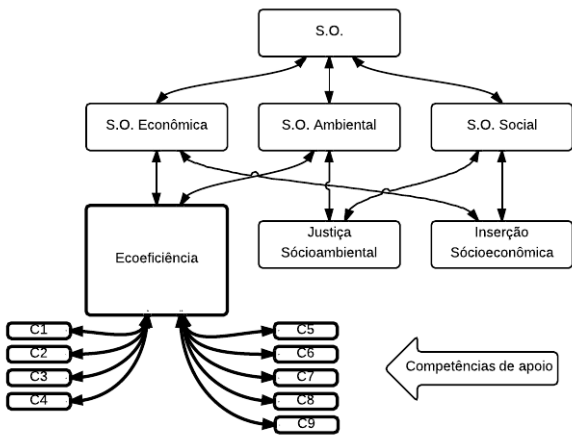 S.O.
S.O. Econômica
S.O. Ambiental
S.O. Social
Ecoeficiência
Justiça
Sócioambiental
Inserção
Sócioeconômica
C1
C2
C3
C4
C5
C6
C7
C8
C9
Competências de apoio